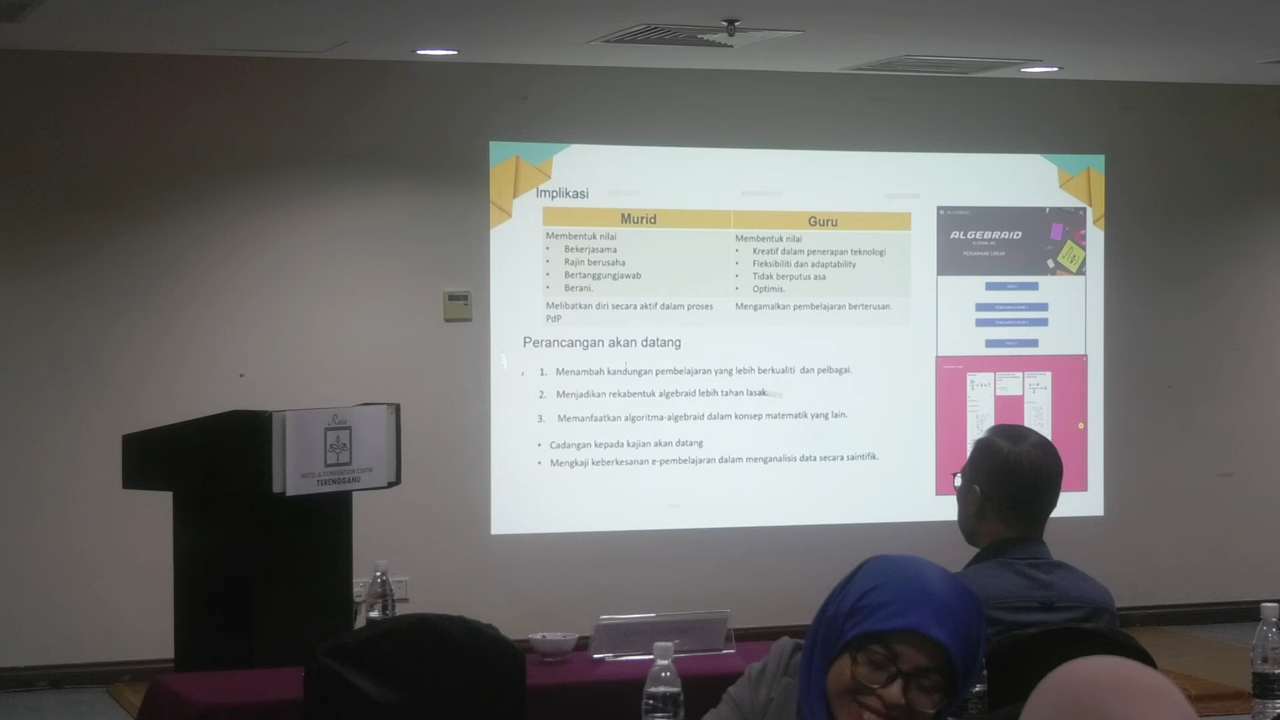 Implikasi
Murid
Guru
Membentuk nilai
• Bekerjasama
• Rajin berusaha
• Bertanggungjawab
• Berani.
Membentuk nilai
• Kreatif dalam penerapan teknologi
• Fleksibiliti dan adaptability
• Tidak berputus asa
• Optimis.
Melibatkan diri secara aktif dalam proses
PdP
Mengamalkan pembelajaran berterusan.
Perancangan akan datang
1. Menambah kandungan pembelajaran yang lebih berkualiti dan pelbagai.
2. Menjadikan rekabentuk algebraid lebih tahan lasak.
3. Memanfaatkan algoritma-algebraid dalam konsep matematik yang lain.
• Cadangan kepada kajian akan datang
• Mengkaji keberkesanan e-pembelajaran dalam menganalisis data secara saintifik.
ALGEBRAID
HOTEL & CONVENTION CENTRE
TERENGGANU